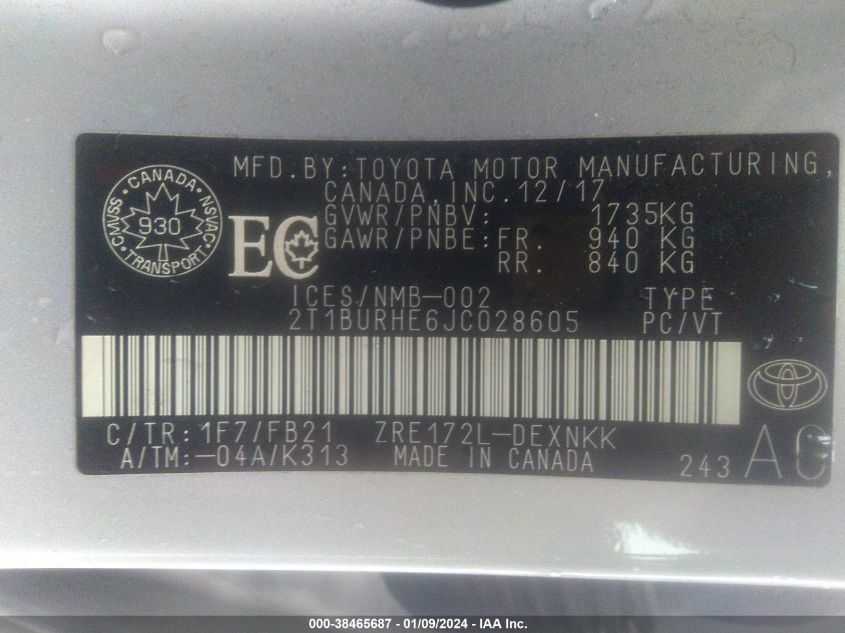 MFD.BY:TOYOTA MOTOR MANUFACTURING,
CANADA,INC.12/17
GVWR/PNBV: 1735KG
GAWR/PNBE:FR. 940 KG
RR. 840 KG
CANADA
CMVSS 930 NSVAC
TRANSPORT
EC
ICES/NMB-002 TYPE
2T1BURHE6JC028605 PC/VT
C/TR:1F7/FB21 ZRE172L-DEXNKK
A/TM:-04A/K313 MADE IN CANADA 243 AC
000-38465687 - 01/09/2024 - IAA Inc.